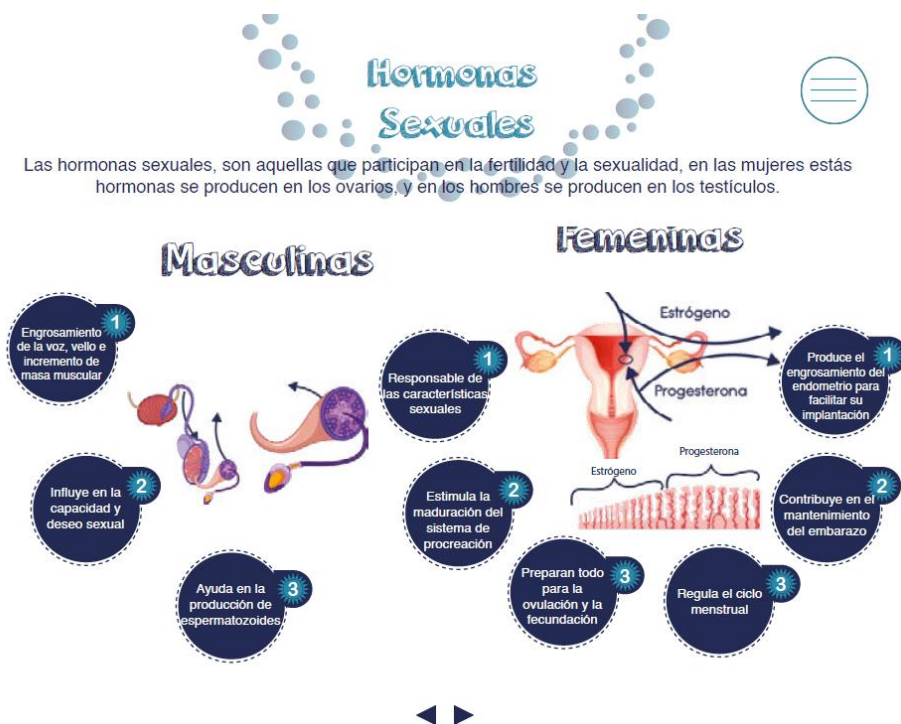 Hormonas
Sexuales
Las hormonas sexuales, son aquellas que participan en la fertilidad y la sexualidad, en las mujeres estás
hormonas se producen en los ovarios, y en los hombres se producen en los testículos.
Masculinas
1
Engrosamiento
de la voz, vello e
incremento de
masa muscular
2
Influye en la
capacidad y
deseo sexual
3
Ayuda en la
producción de
espermatozoides
Femeninas
Estrógeno
Progesterona
Estrógeno
Progesterona
1
Responsable de
las características
sexuales
2
Estimula la
maduración del
sistema de
procreación
3
Preparan todo
para la
ovulación y la
fecundación
1
Produce el
engrosamiento del
endometrio para
facilitar su
implantación
2
Contribuye en el
mantenimiento
del embarazo
3
Regula el ciclo
menstrual